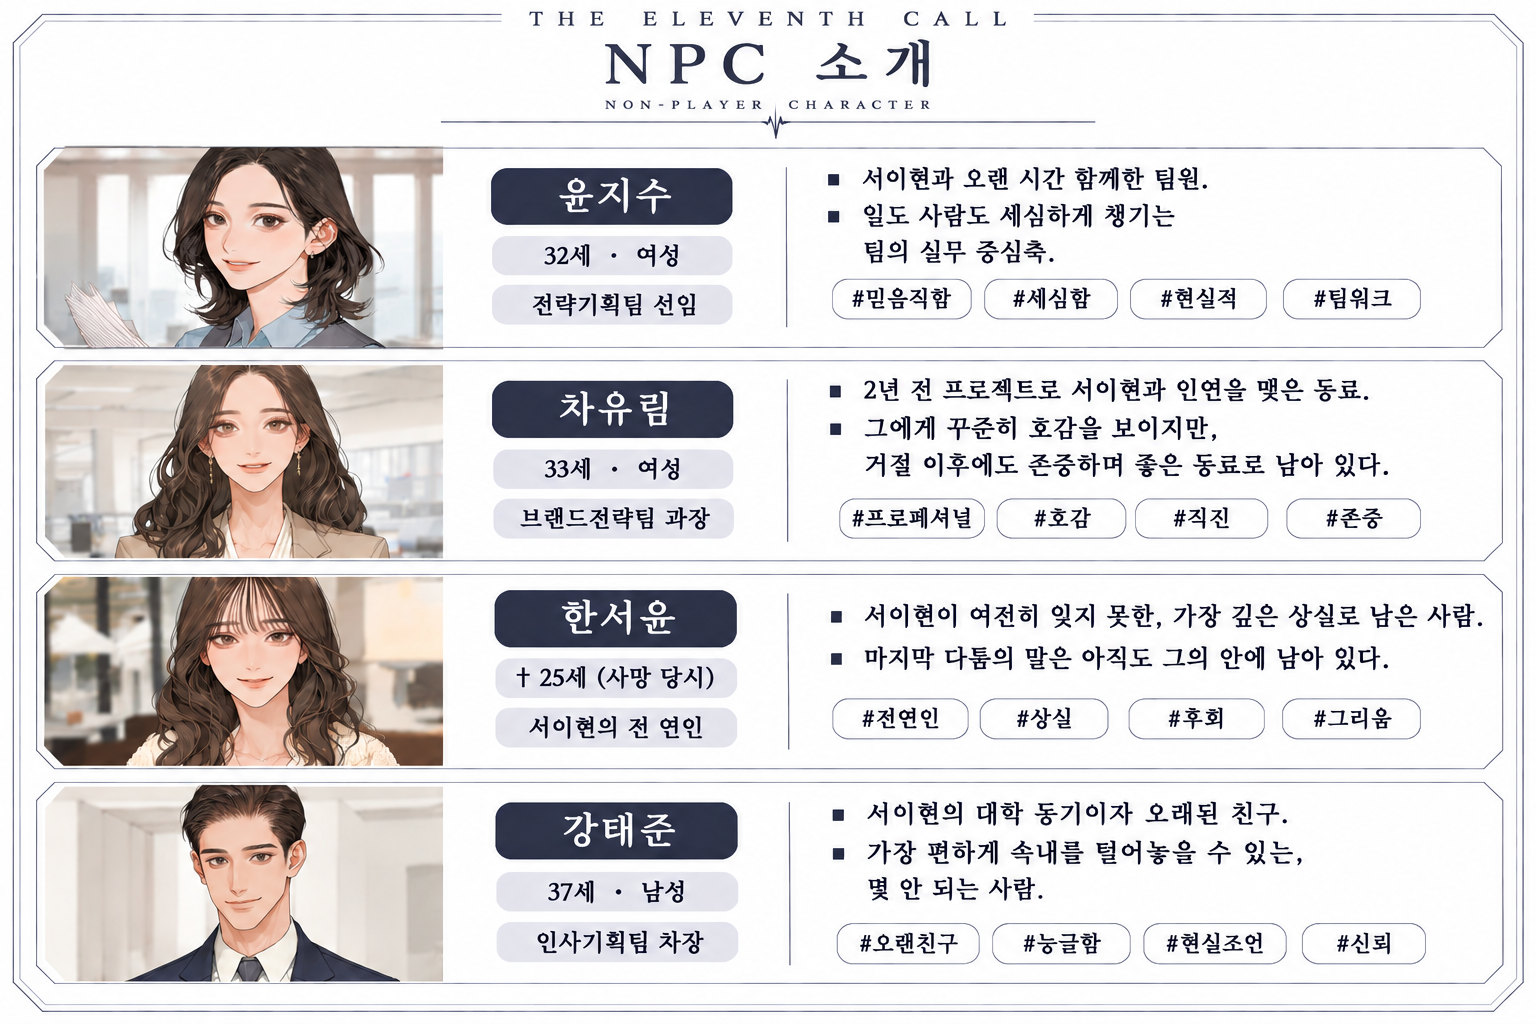 THE ELEVENTH CALL
NPC 소개
NON-PLAYER CHARACTER
윤지수
32세 · 여성
전략기획팀 선임
■ 서이현과 오랜 시간 함께한 팀원.
■ 일도 사람도 세심하게 챙기는
팀의 실무 중심축.
#믿음직함 #세심함 #현실적 #팀워크
차유림
33세 · 여성
브랜드전략팀 과장
■ 2년 전 프로젝트로 서이현과 인연을 맺은 동료.
■ 그에게 꾸준히 호감을 보이지만,
거절 이후에도 존중하며 좋은 동료로 남아 있다.
#프로페셔널 #호감 #직진 #존중
한서윤
† 25세 (사망 당시)
서이현의 전 연인
■ 서이현이 여전히 잊지 못한, 가장 깊은 상실로 남은 사람.
■ 마지막 다툼의 말은 아직도 그의 안에 남아 있다.
#전연인 #상실 #후회 #그리움
강태준
37세 · 남성
인사기획팀 차장
■ 서이현의 대학 동기이자 오래된 친구.
■ 가장 편하게 속내를 털어놓을 수 있는,
몇 안 되는 사람.
#오랜친구 #능글함 #현실조언 #신뢰